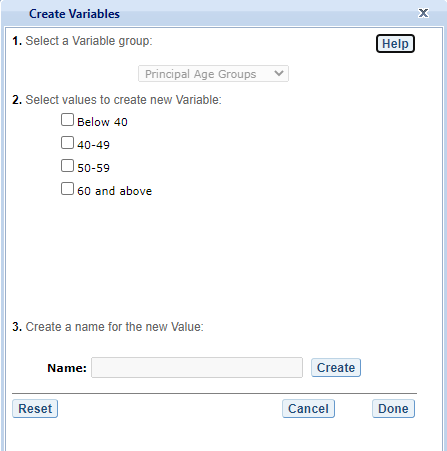 Create Variables x
1. Select a Variable group:
Help
Principal Age Groups
2. Select values to create new Variable:
Below 40
40-49
50-59
60 and above
3. Create a name for the new Value:
Name: Create
Reset Cancel Done